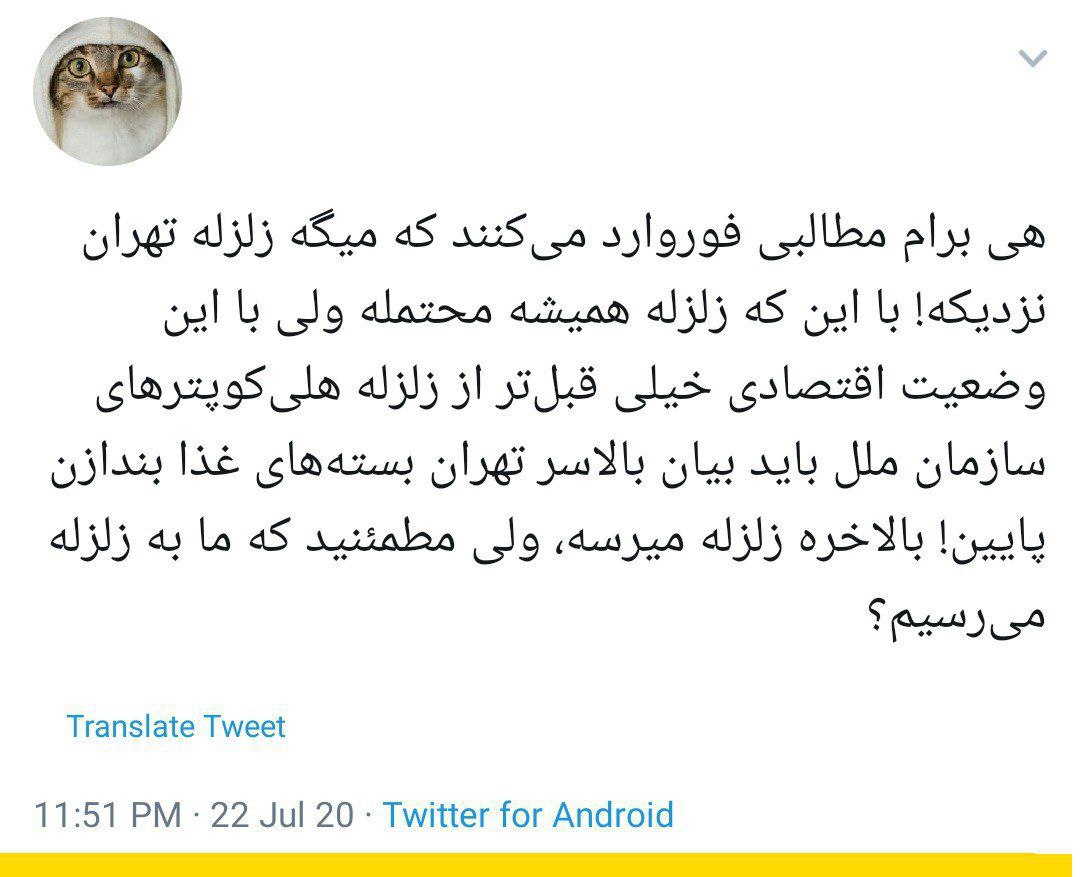 هی برام مطالبی فوروارد می‌کنند که میگه زلزله تهران
نزدیکه! با این که زلزله همیشه محتمله ولی با این
وضعیت اقتصادی خیلی قبل‌تر از زلزله هلی‌کوپترهای
سازمان ملل باید بیان بالاسر تهران بسته‌های غذا بندازن
پایین! بالاخره زلزله میرسه، ولی مطمئنید که ما به زلزله
می‌رسیم؟
Translate Tweet
11:51 PM · 22 Jul 20 · Twitter for Android